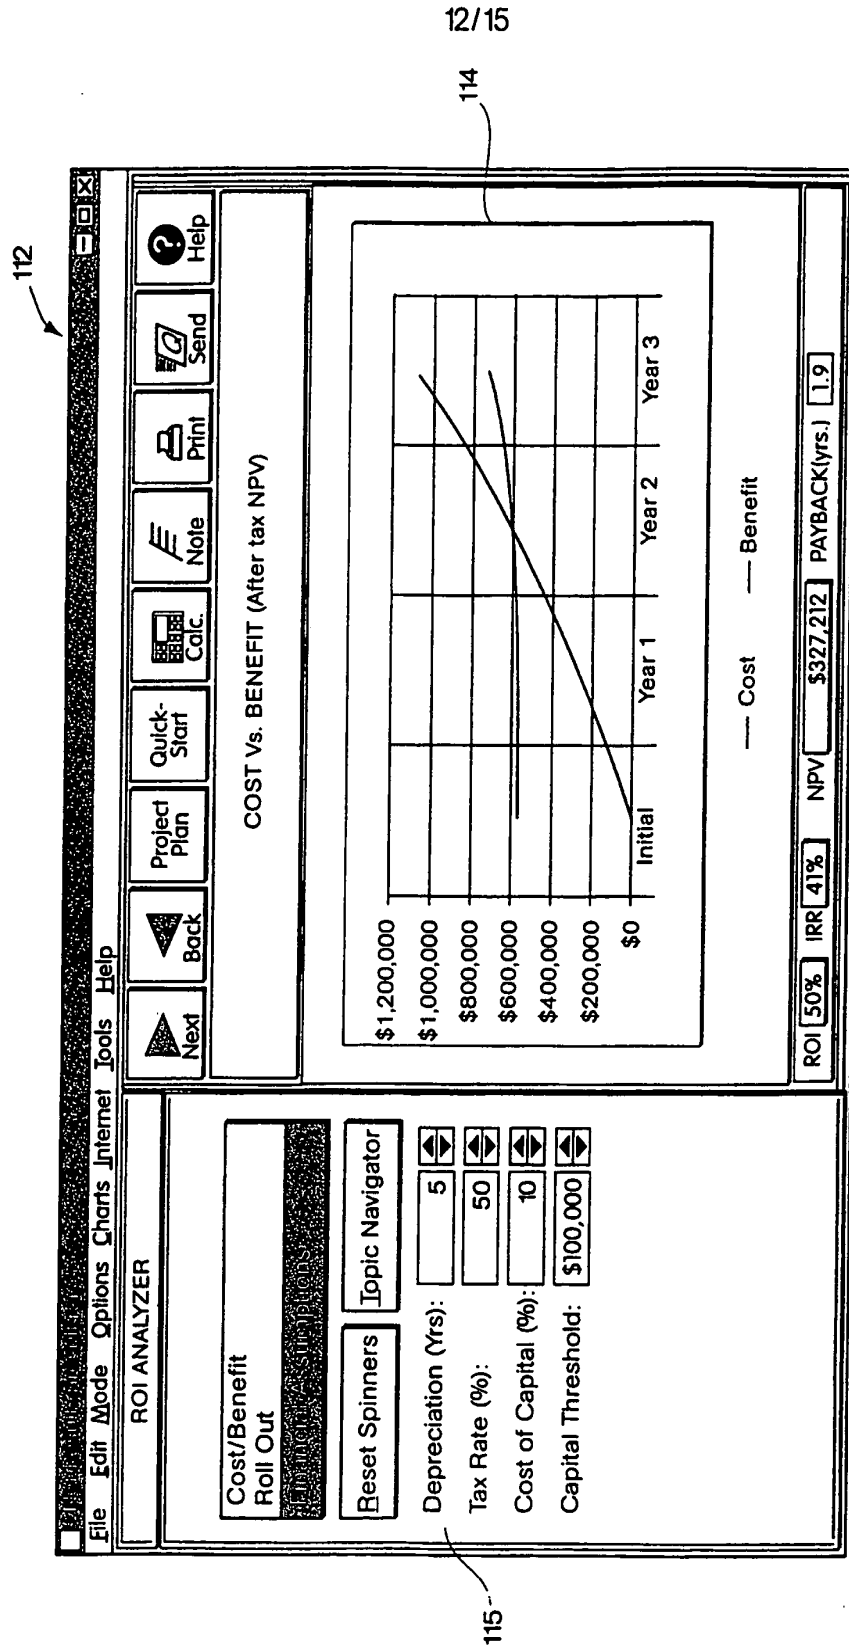 12/15
112
File Edit Mode Options Charts Internet Tools Help
ROI ANALYZER
Next
Back
Project Plan
Quick-Start
Calc.
Note
Print
Send
Help
Cost/Benefit
Roll Out
Financial Assumptions
Reset Spinners
Topic Navigator
115
Depreciation (Yrs): 5
Tax Rate (%): 50
Cost of Capital (%): 10
Capital Threshold: $100,000
COST Vs. BENEFIT (After tax NPV)
114
$1,200,000
$1,000,000
$800,000
$600,000
$400,000
$200,000
$0
Initial Year 1 Year 2 Year 3
Cost Benefit
ROI 50% IRR 41% NPV $327,212 PAYBACK(yrs.) 1.9